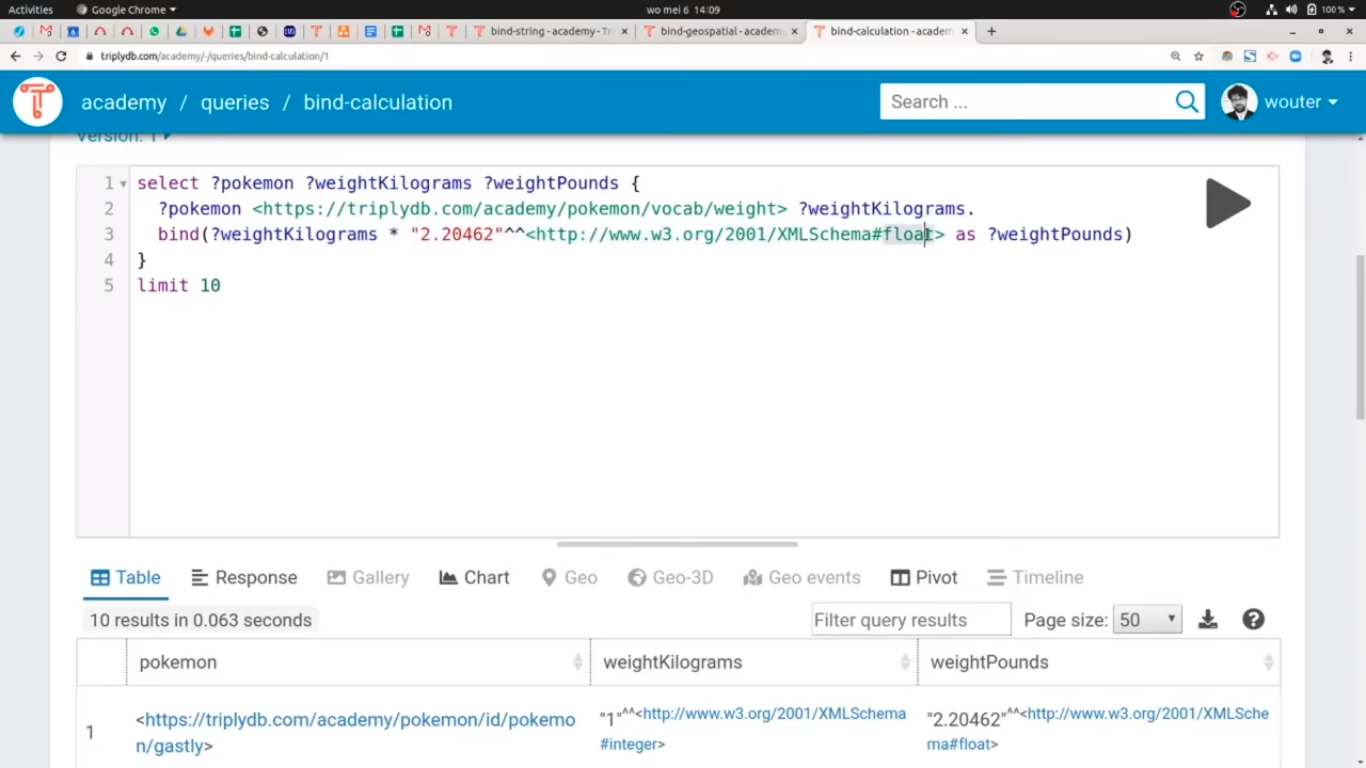 Activities Google Chrome ▾ wo mei 6 14:09 100 % ▾
bind-string - academy - Tr × bind-geospatial - academy × bind-calculation - academ × +
triplydb.com/academy/-/queries/bind-calculation/1
academy / queries / bind-calculation Search ... wouter
Version: 1
1 select ?pokemon ?weightKilograms ?weightPounds {
2 ?pokemon <https://triplydb.com/academy/pokemon/vocab/weight> ?weightKilograms.
3 bind(?weightKilograms * "2.20462"^^<http://www.w3.org/2001/XMLSchema#float> as ?weightPounds)
4 }
5 limit 10
Table Response Gallery Chart Geo Geo-3D Geo events Pivot Timeline
10 results in 0.063 seconds Filter query results Page size: 50
pokemon weightKilograms weightPounds
1 <https://triplydb.com/academy/pokemon/id/pokemo "1"^^<http://www.w3.org/2001/XMLSchema "2.20462"^^<http://www.w3.org/2001/XMLSche
n/gastly> #integer> ma#float>